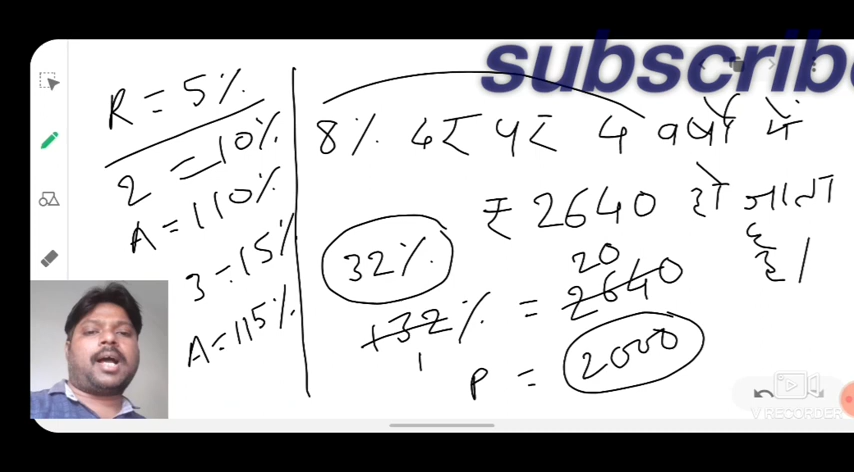 subscribe
R = 5%
2 = 10%
A = 110%
3 = 15%
A = 115%
8% दर पर 4 वर्षों में
₹ 2640 हो जाता
है।
32%
20
132% = 2640
1
P = 2000
V RECORDER